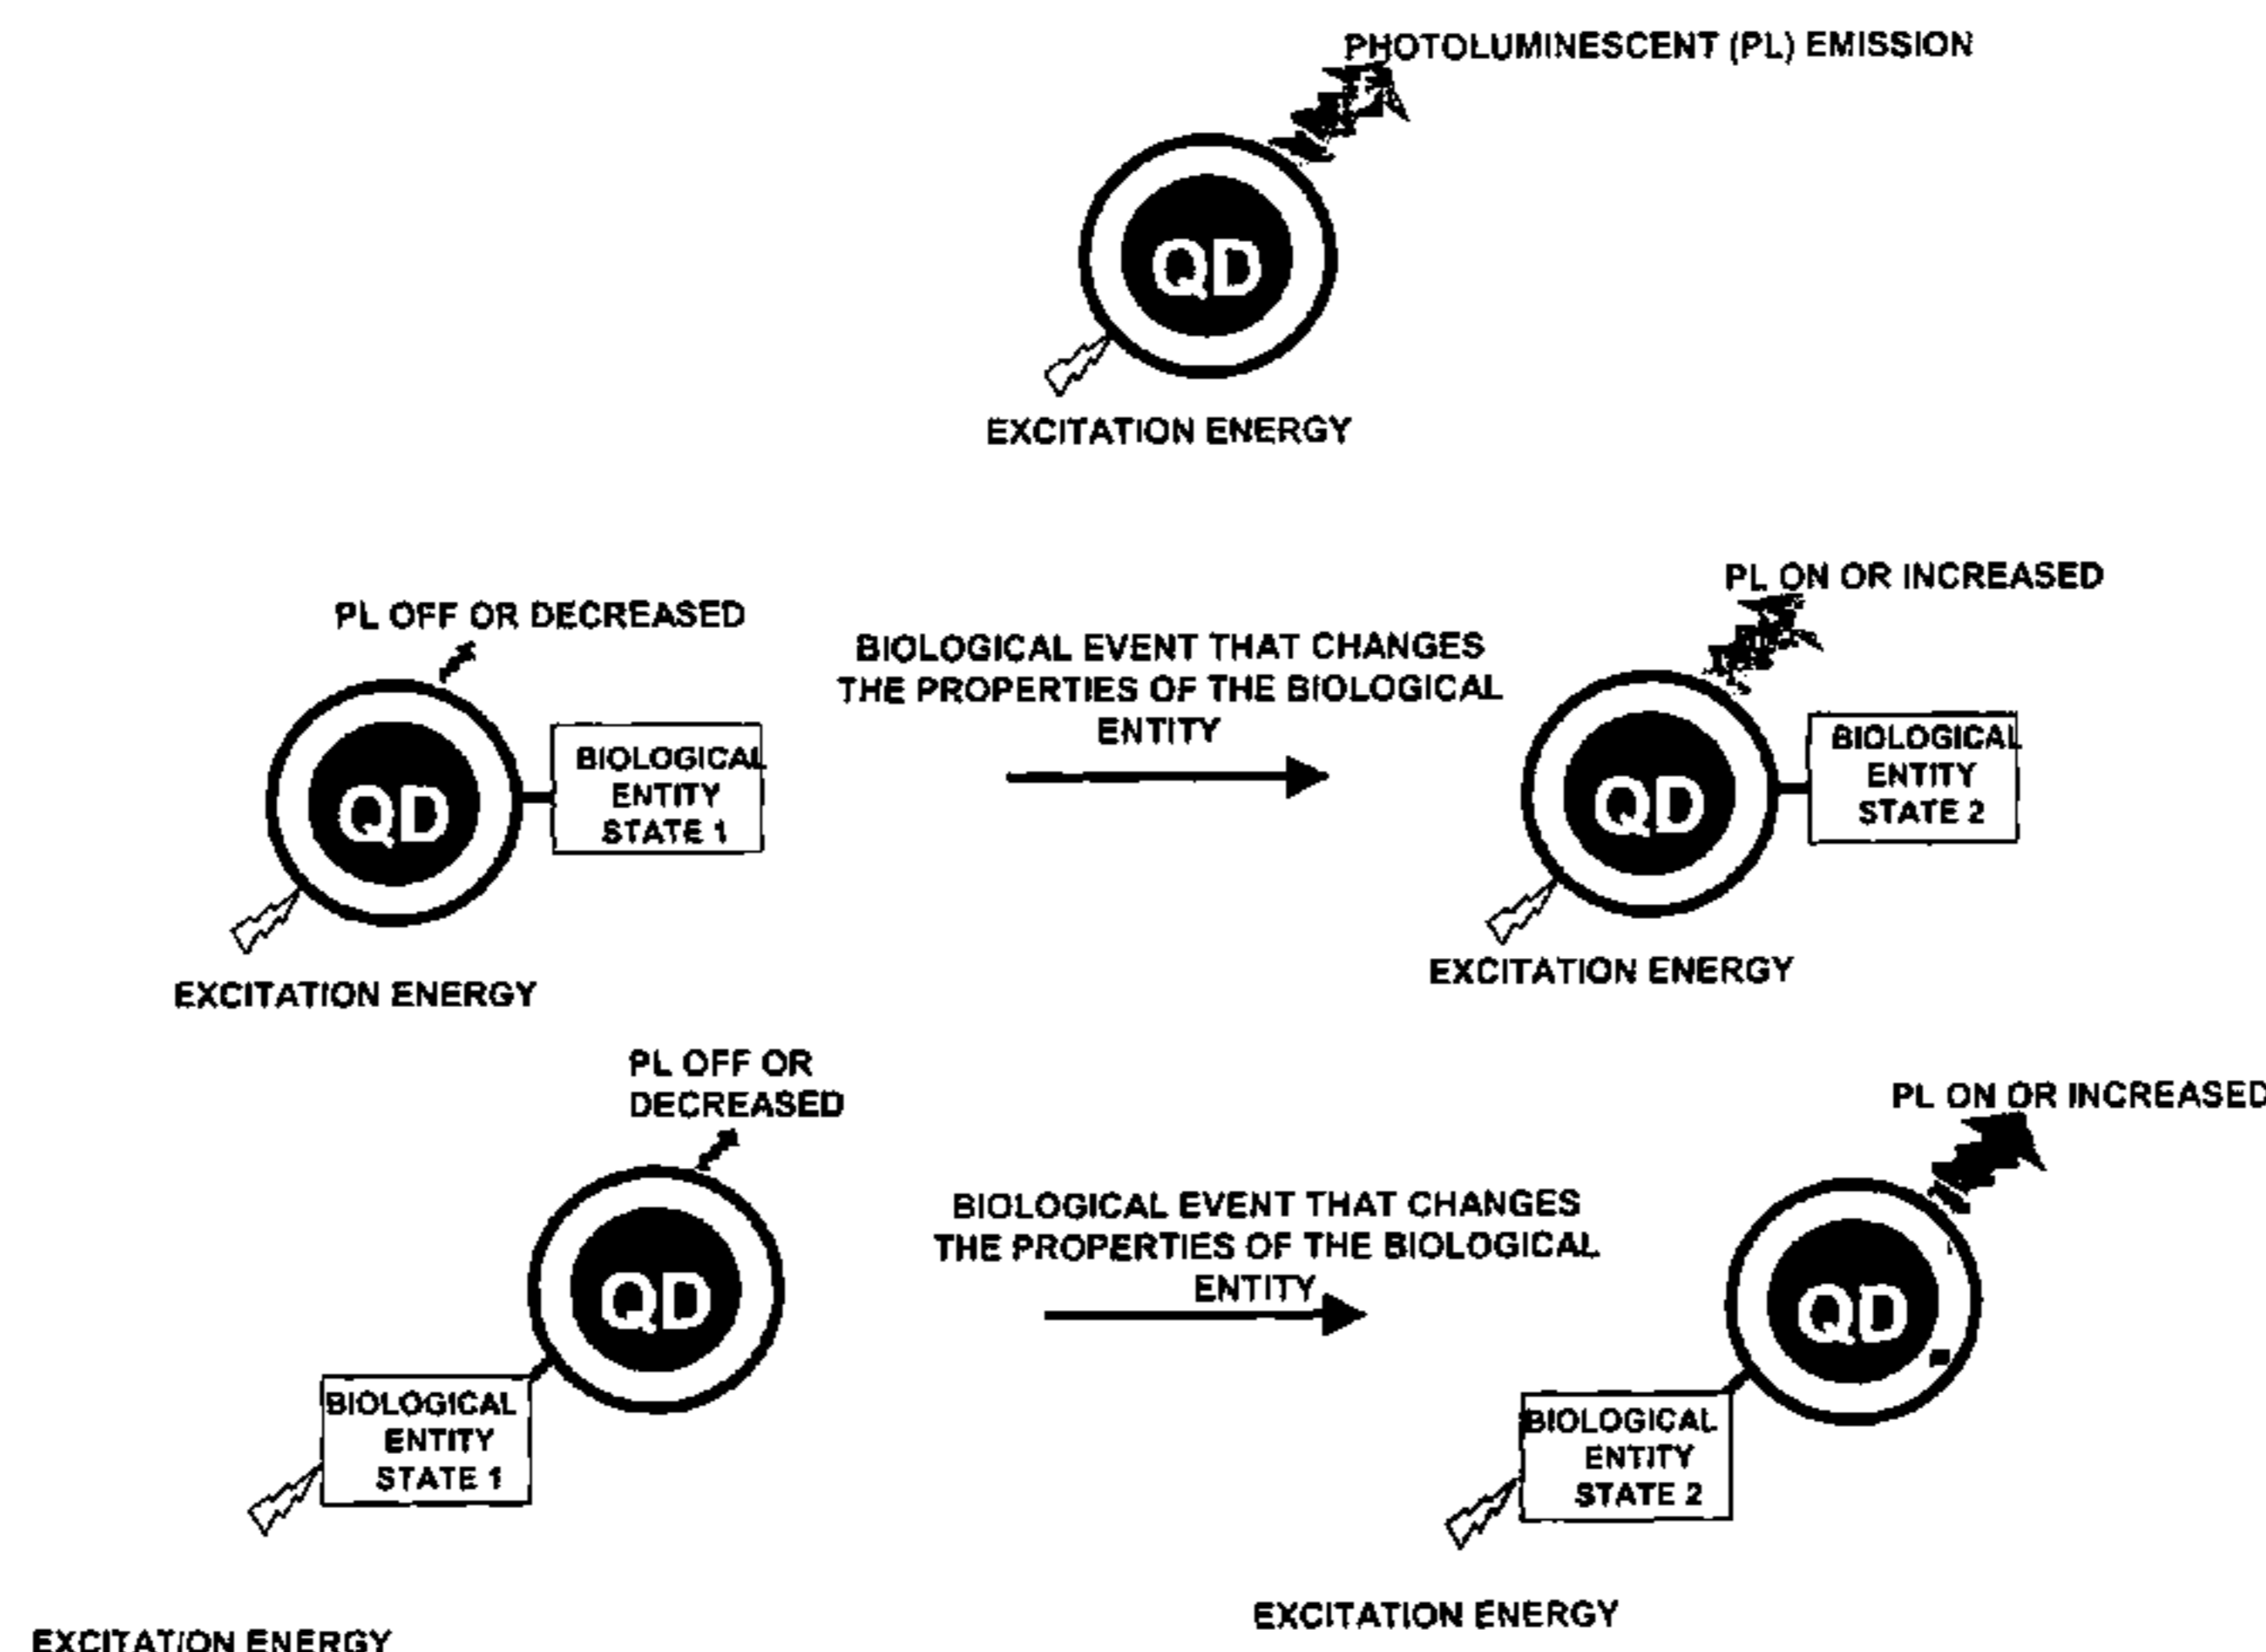 PHOTOLUMINESCENT (PL) EMISSION
QD
EXCITATION ENERGY
PL OFF OR DECREASED
QD
BIOLOGICAL
ENTITY
STATE 1
EXCITATION ENERGY
BIOLOGICAL EVENT THAT CHANGES
THE PROPERTIES OF THE BIOLOGICAL
ENTITY
PL ON OR INCREASED
QD
BIOLOGICAL
ENTITY
STATE 2
EXCITATION ENERGY
PL OFF OR
DECREASED
QD
BIOLOGICAL
ENTITY
STATE 1
EXCITATION ENERGY
BIOLOGICAL EVENT THAT CHANGES
THE PROPERTIES OF THE BIOLOGICAL
ENTITY
PL ON OR INCREASED
QD
BIOLOGICAL
ENTITY
STATE 2
EXCITATION ENERGY